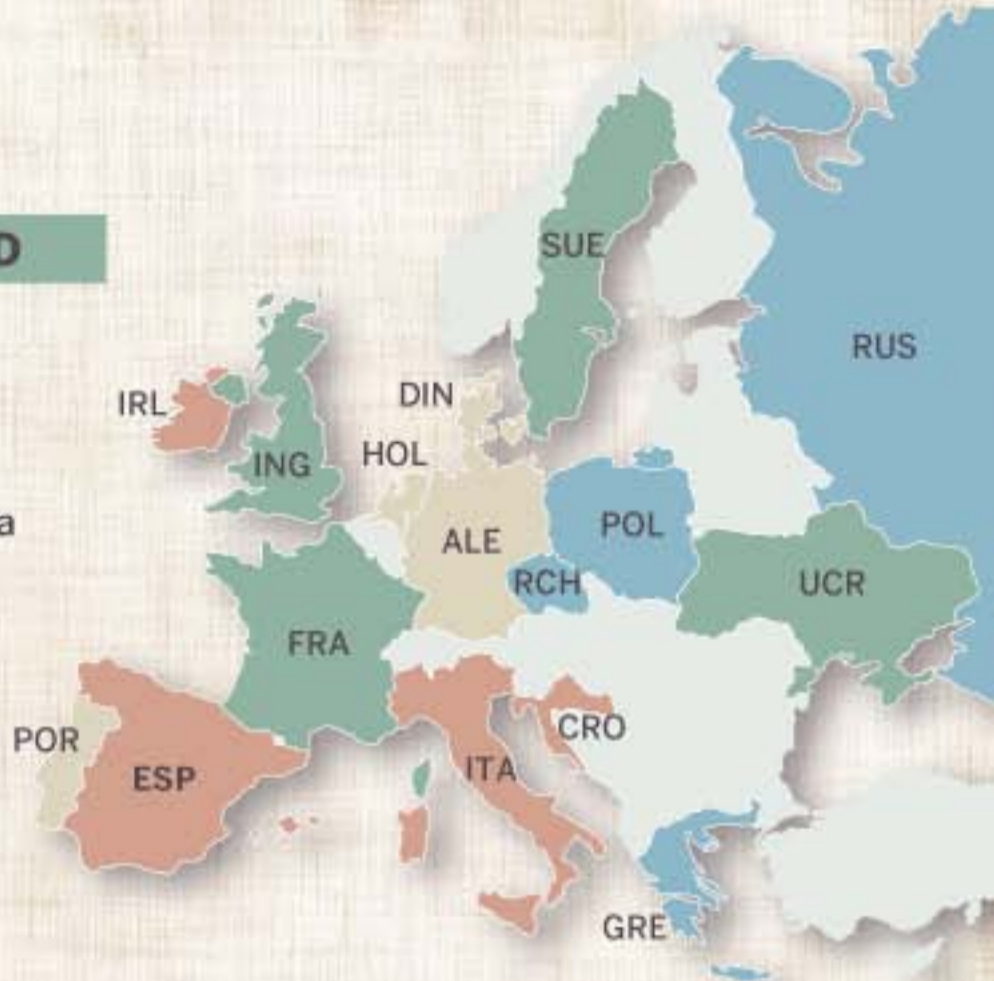 D
a
SUE
RUS
IRL
DIN
HOL
ING
ALE
POL
RCH
UCR
FRA
POR
ESP
ITA
CRO
GRE